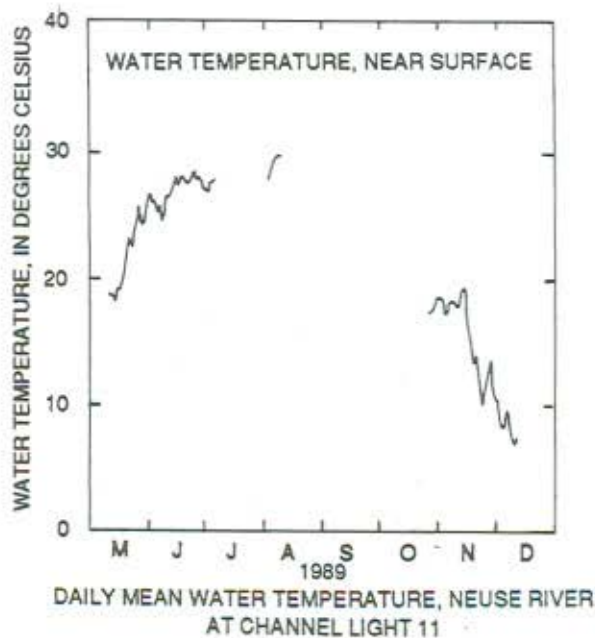 WATER TEMPERATURE, NEAR SURFACE
WATER TEMPERATURE, IN DEGREES CELSIUS
40
30
20
10
0
M J J A S O N D
1989
DAILY MEAN WATER TEMPERATURE, NEUSE RIVER
AT CHANNEL LIGHT 11